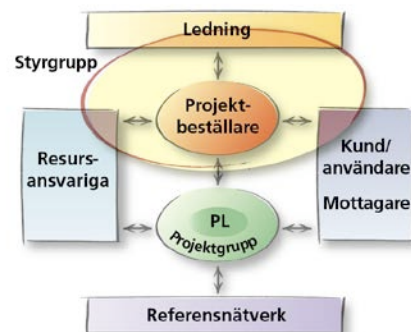 Ledning
Styrgrupp
Projekt-
beställare
Resurs-
ansvariga
Kund/
användare
Mottagare
PL
Projektgrupp
Referensnätverk